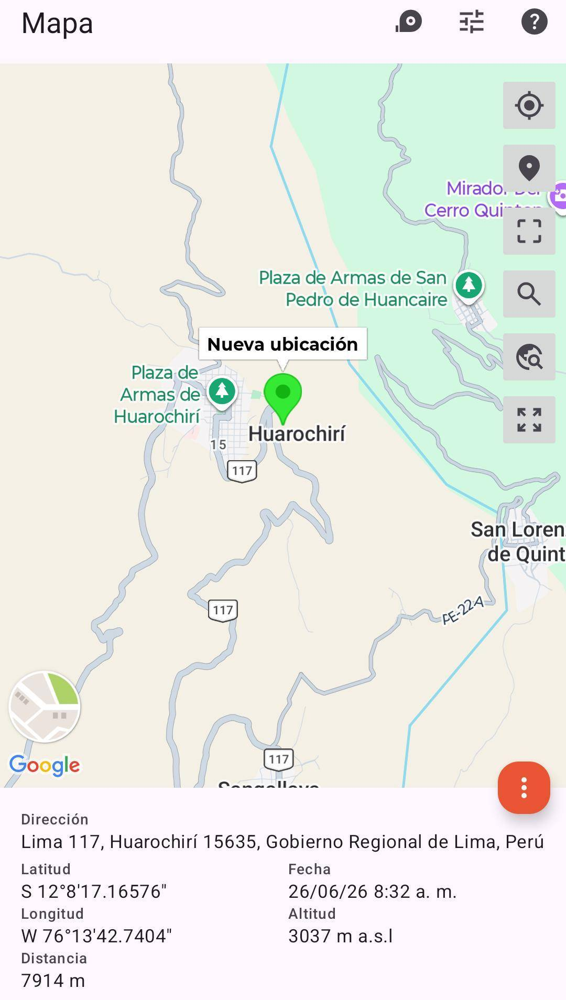 Mapa
Mirador Del
Cerro Quinten
Plaza de Armas de San
Pedro de Huancaire
Nueva ubicación
Plaza de
Armas de
Huarochirí
Huarochirí
15
117
San Loren
de Quint
117
PE-22A
117
Google
Dirección
Lima 117, Huarochirí 15635, Gobierno Regional de Lima, Perú
Latitud
S 12°8'17.16576"
Fecha
26/06/26 8:32 a. m.
Longitud
W 76°13'42.7404"
Altitud
3037 m a.s.l
Distancia
7914 m